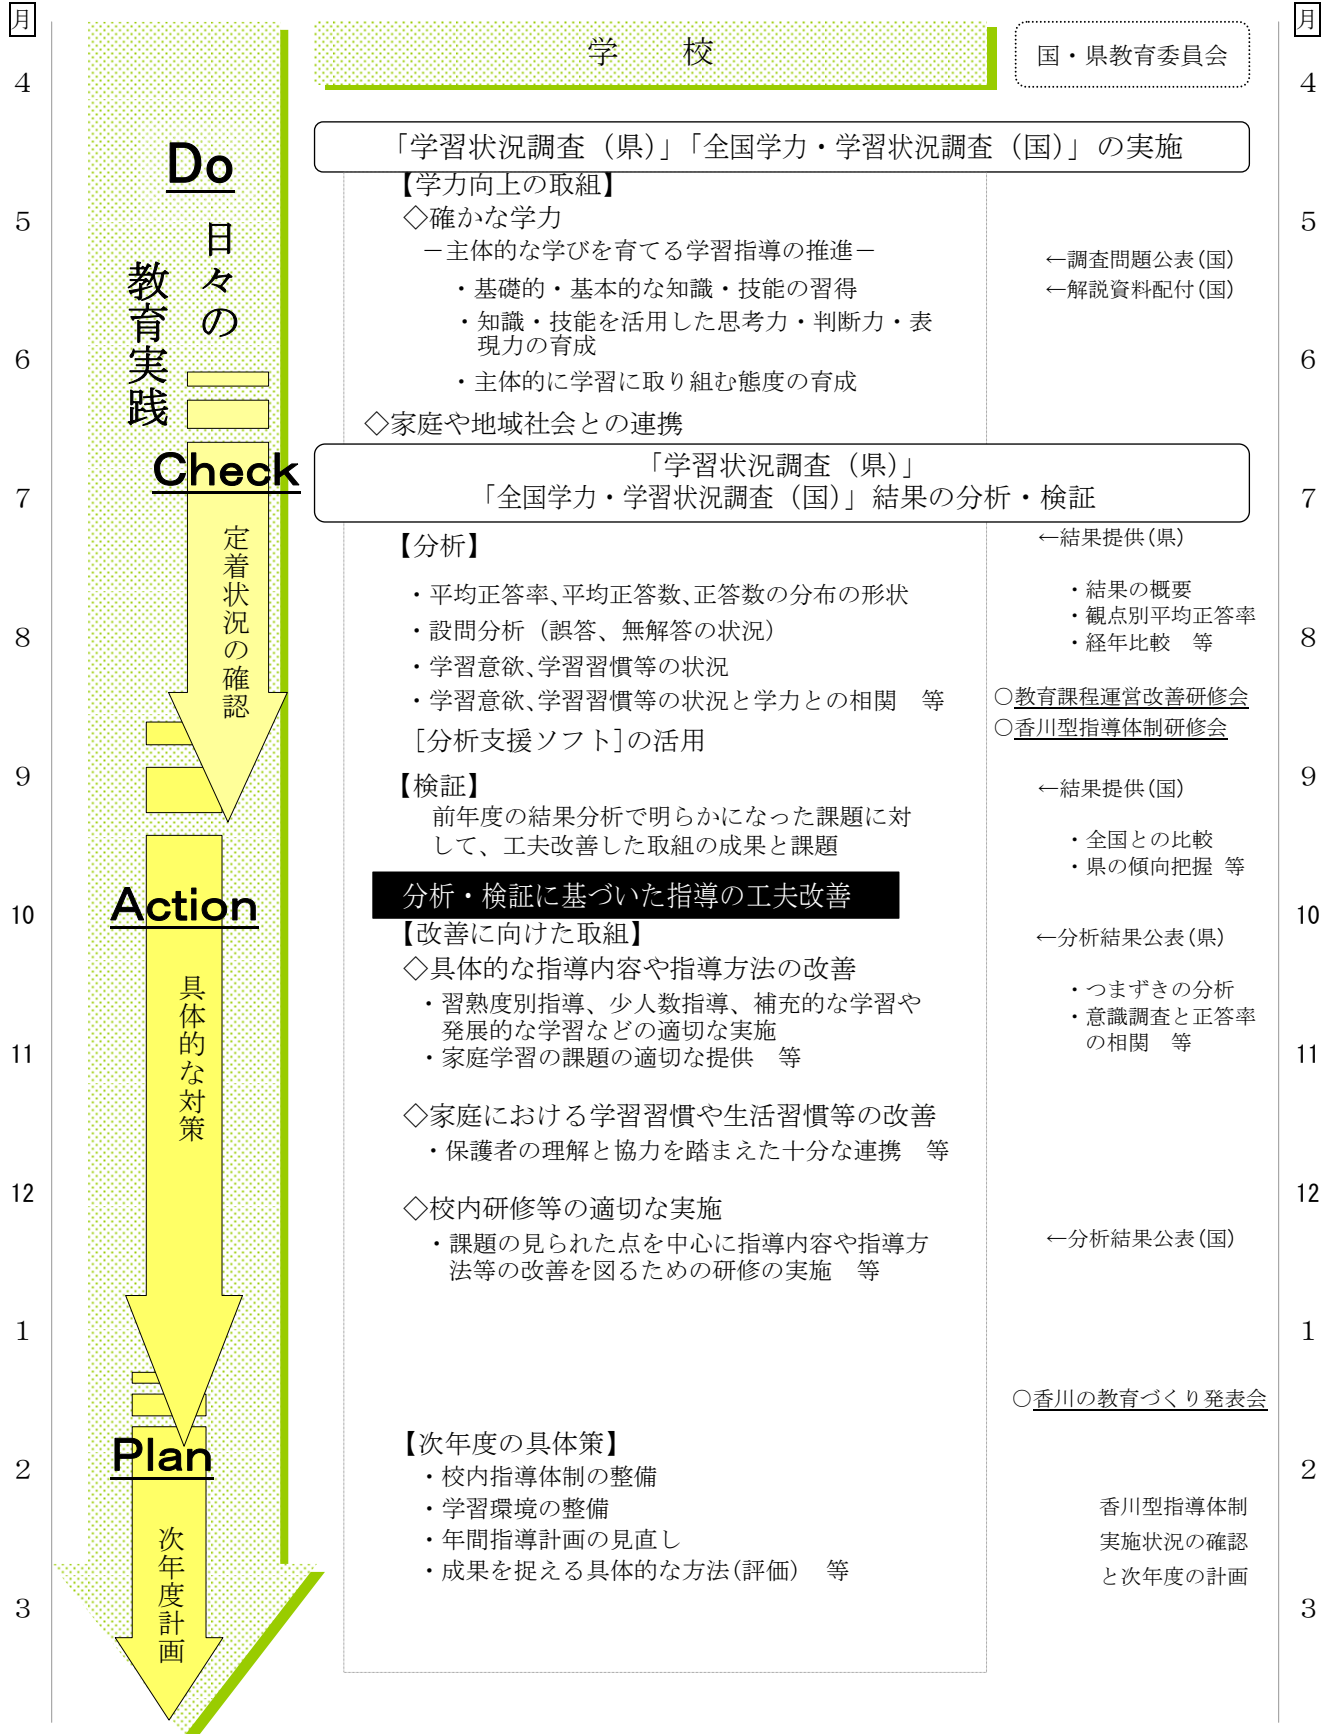 月
4
5
6
7
8
9
10
11
12
1
2
3
Do
日々の
教育実践
Check
定着状況の確認
Action
具体的な対策
Plan
次年度計画
学　校
「学習状況調査（県）」「全国学力・学習状況調査（国）」の実施
【学力向上の取組】
◇確かな学力
－主体的な学びを育てる学習指導の推進－
・基礎的・基本的な知識・技能の習得
・知識・技能を活用した思考力・判断力・表
現力の育成
・主体的に学習に取り組む態度の育成
◇家庭や地域社会との連携
「学習状況調査（県）」
「全国学力・学習状況調査（国）」結果の分析・検証
【分析】
・平均正答率、平均正答数、正答数の分布の形状
・設問分析（誤答、無解答の状況）
・学習意欲、学習習慣等の状況
・学習意欲、学習習慣等の状況と学力との相関　等
［分析支援ソフト］の活用
【検証】
前年度の結果分析で明らかになった課題に対
して、工夫改善した取組の成果と課題
分析・検証に基づいた指導の工夫改善
【改善に向けた取組】
◇具体的な指導内容や指導方法の改善
・習熟度別指導、少人数指導、補充的な学習や
発展的な学習などの適切な実施
・家庭学習の課題の適切な提供　等
◇家庭における学習習慣や生活習慣等の改善
・保護者の理解と協力を踏まえた十分な連携　等
◇校内研修等の適切な実施
・課題の見られた点を中心に指導内容や指導方
法等の改善を図るための研修の実施　等
【次年度の具体策】
・校内指導体制の整備
・学習環境の整備
・年間指導計画の見直し
・成果を捉える具体的な方法（評価）　等
国・県教育委員会
←調査問題公表（国）
←解説資料配付（国）
←結果提供（県）
・結果の概要
・観点別平均正答率
・経年比較　等
○教育課程運営改善研修会
○香川型指導体制研修会
←結果提供（国）
・全国との比較
・県の傾向把握 等
←分析結果公表（県）
・つまずきの分析
・意識調査と正答率
の相関　等
←分析結果公表（国）
○香川の教育づくり発表会
香川型指導体制
実施状況の確認
と次年度の計画
月
4
5
6
7
8
9
10
11
12
1
2
3